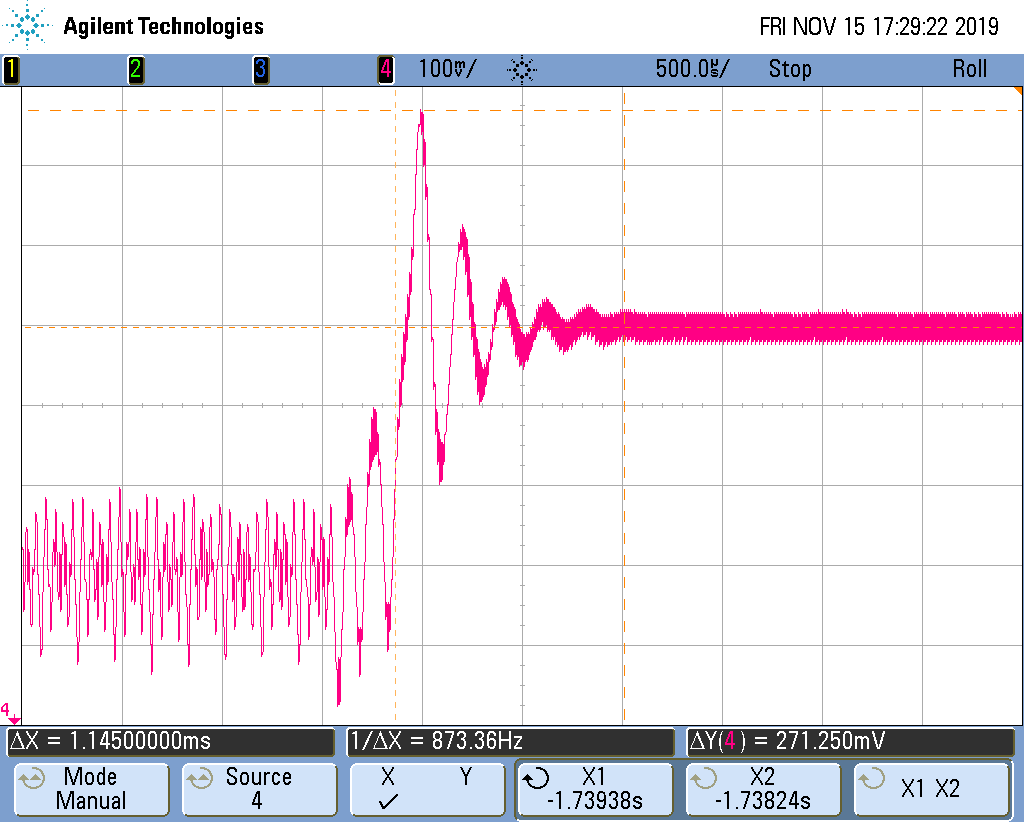 Agilent Technologies FRI NOV 15 17:29:22 2019
1 2 3 4 100mV/ 500.0µs/ Stop Roll
4
ΔX = 1.14500000ms 1/ΔX = 873.36Hz ΔY(4) = 271.250mV
Mode Source X Y X1 X2 X1 X2
Manual 4 ✓ -1.73938s -1.73824s